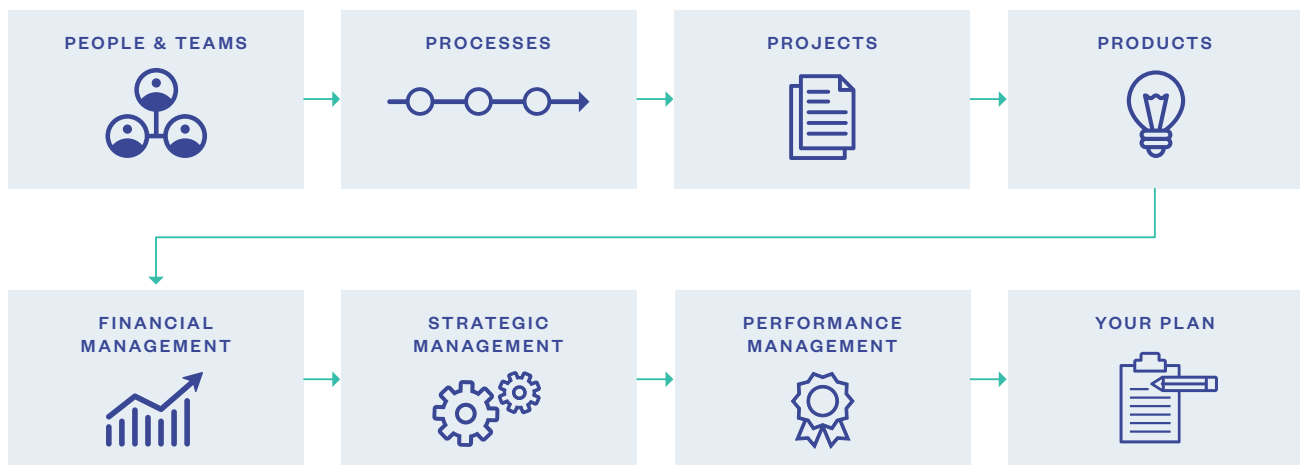 PEOPLE & TEAMS
PROCESSES
PROJECTS
PRODUCTS
FINANCIAL
MANAGEMENT
STRATEGIC
MANAGEMENT
PERFORMANCE
MANAGEMENT
YOUR PLAN